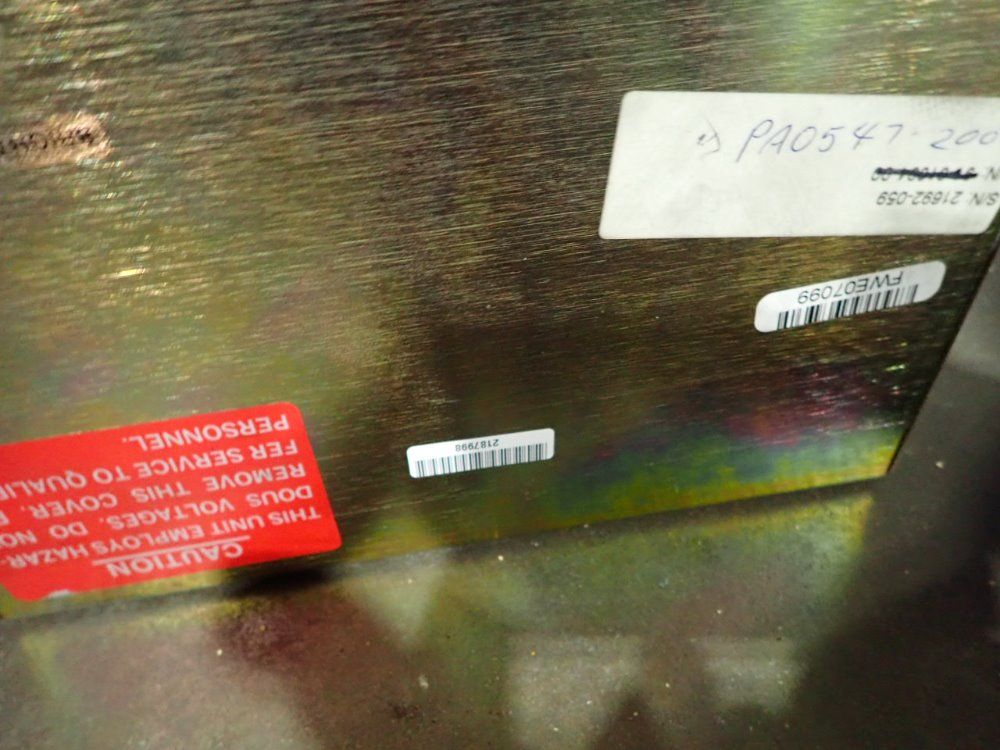 PA0547-200
S/N: 21692-059
FWE07099
2187998
CAUTION
THIS UNIT EMPLOYS HAZAR-
DOUS VOLTAGES. DO NO
REMOVE THIS COVER.
FER SERVICE TO QUALI
PERSONNEL.